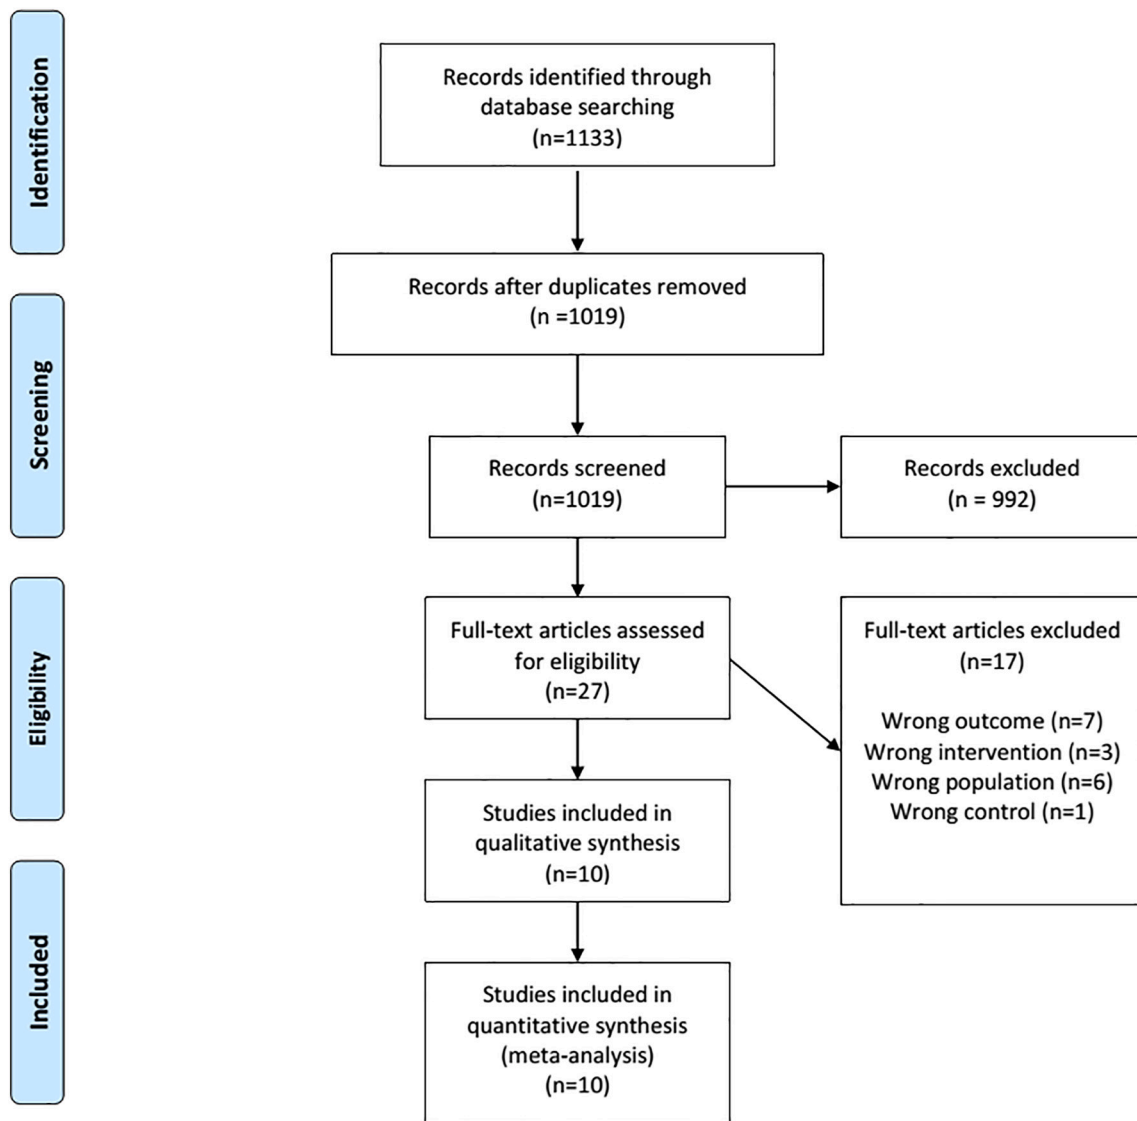 Identification
Records identified through
database searching
(n=1133)
Records after duplicates removed
(n =1019)
Screening
Records screened
(n=1019)
Records excluded
(n = 992)
Eligibility
Full-text articles assessed
for eligibility
(n=27)
Full-text articles excluded
(n=17)
Wrong outcome (n=7)
Wrong intervention (n=3)
Wrong population (n=6)
Wrong control (n=1)
Studies included in
qualitative synthesis
(n=10)
Included
Studies included in
quantitative synthesis
(meta-analysis)
(n=10)